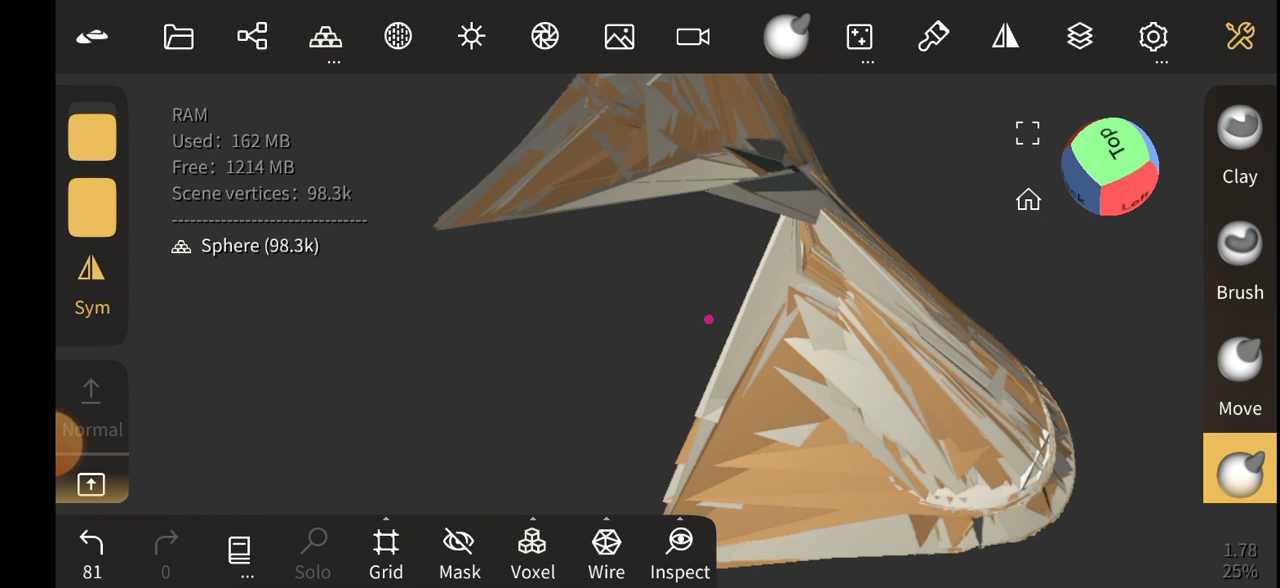 RAM
Used: 162 MB
Free: 1214 MB
Scene vertices: 98.3k
--------------------------------
Sphere (98.3k)
Top
Left
ck
Sym
Normal
Clay
Brush
Move
81
0
...
Solo
Grid
Mask
Voxel
Wire
Inspect
1.78
25%